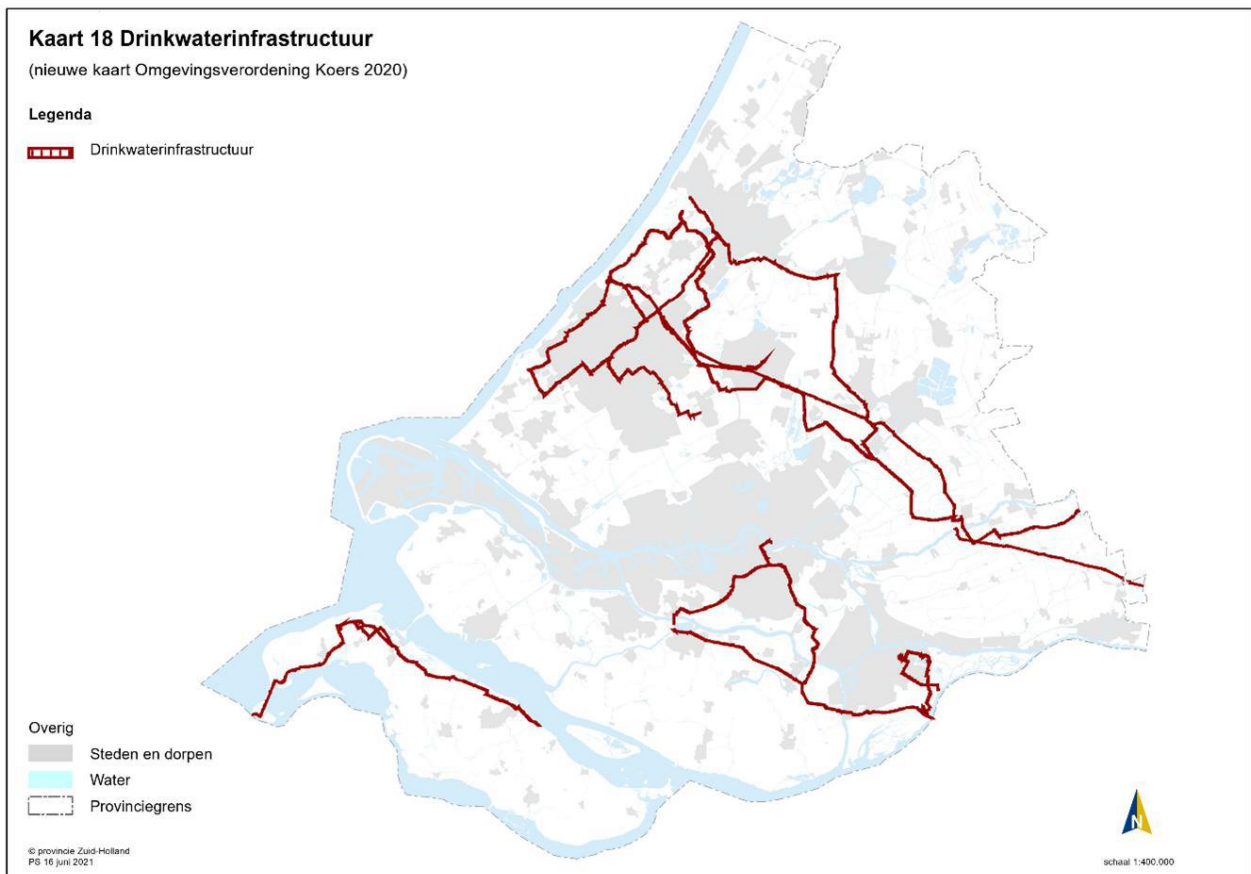 Kaart 18 Drinkwaterinfrastructuur
(nieuwe kaart Omgevingsverordening Koers 2020)
Legenda
Drinkwaterinfrastructuur
Overig
Steden en dorpen
Water
Provinciegrens
© provincie Zuid-Holland
PS 16 juni 2021
N
schaal 1:400.000